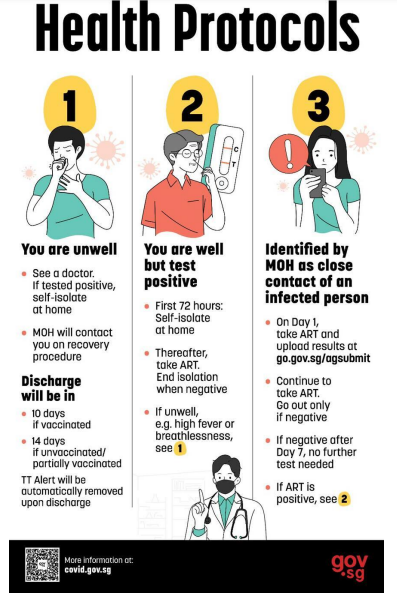 Health Protocols
1
You are unwell
See a doctor.
If tested positive,
self-isolate
at home
MOH will contact
you on recovery
procedure
Discharge
will be in
10 days
if vaccinated
14 days
if unvaccinated/
partially vaccinated
TT Alert will be
automatically removed
upon discharge
2
C
T
You are well
but test
positive
First 72 hours:
Self-isolate
at home
Thereafter,
take ART.
End isolation
when negative
If unwell,
e.g. high fever or
breathlessness,
see 1
3
!
Identified by
MOH as close
contact of an
infected person
On Day 1,
take ART and
upload results at
go.gov.sg/agsubmit
Continue to
take ART.
Go out only
if negative
If negative after
Day 7, no further
test needed
If ART is
positive, see 2
More information at:
covid.gov.sg
gov
.sg